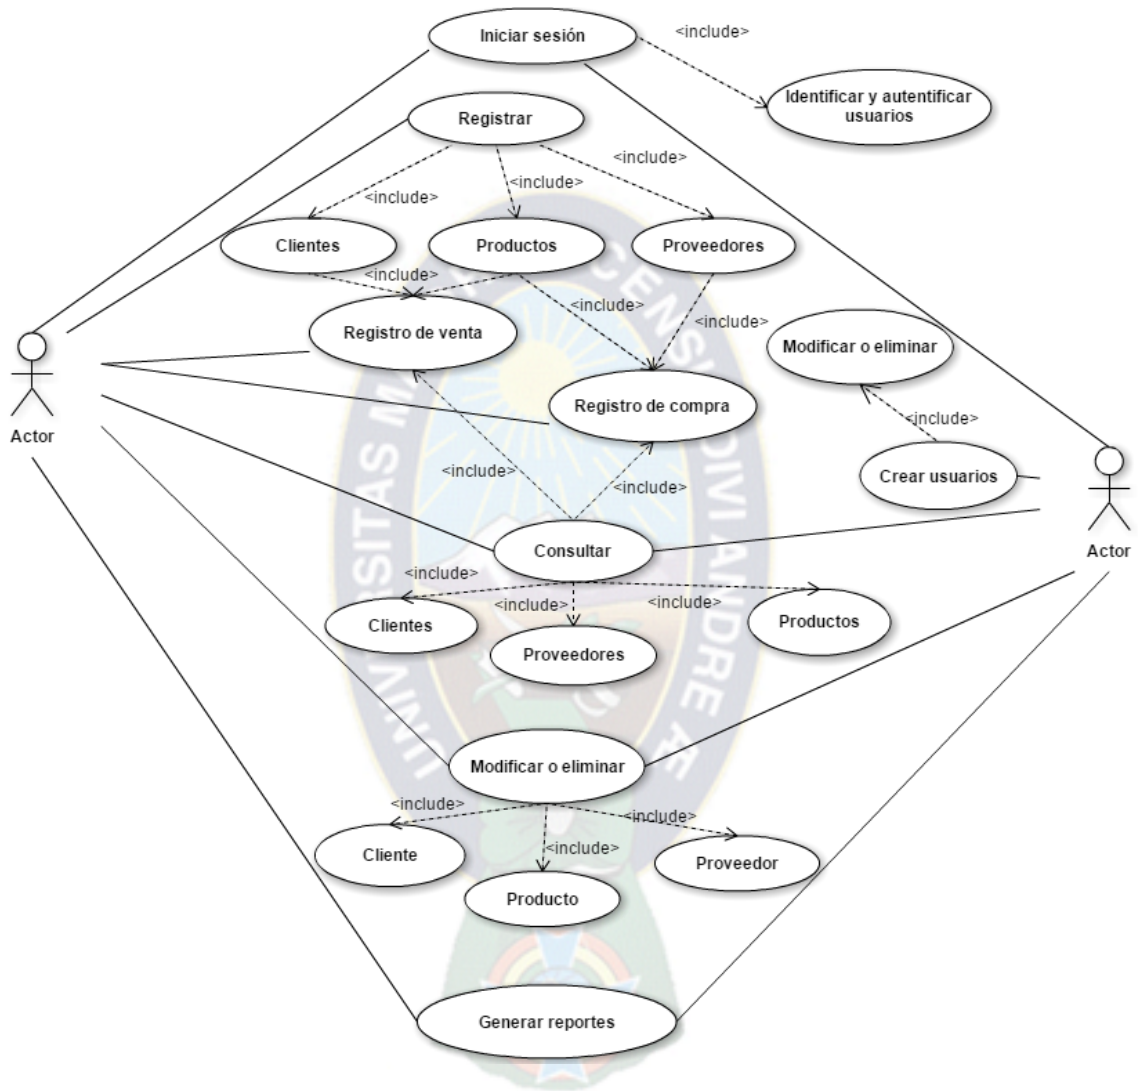 Iniciar sesión
<include>
Identificar y autentificar
usuarios
Registrar
<include>
<include>
<include>
Clientes
Productos
Proveedores
<include>
<include>
<include>
Registro de venta
Modificar o eliminar
Registro de compra
<include>
Actor
<include>
<include>
Crear usuarios
Consultar
Actor
<include>
<include>
<include>
Clientes
Productos
Proveedores
Modificar o eliminar
<include>
<include>
<include>
Cliente
Proveedor
Producto
Generar reportes